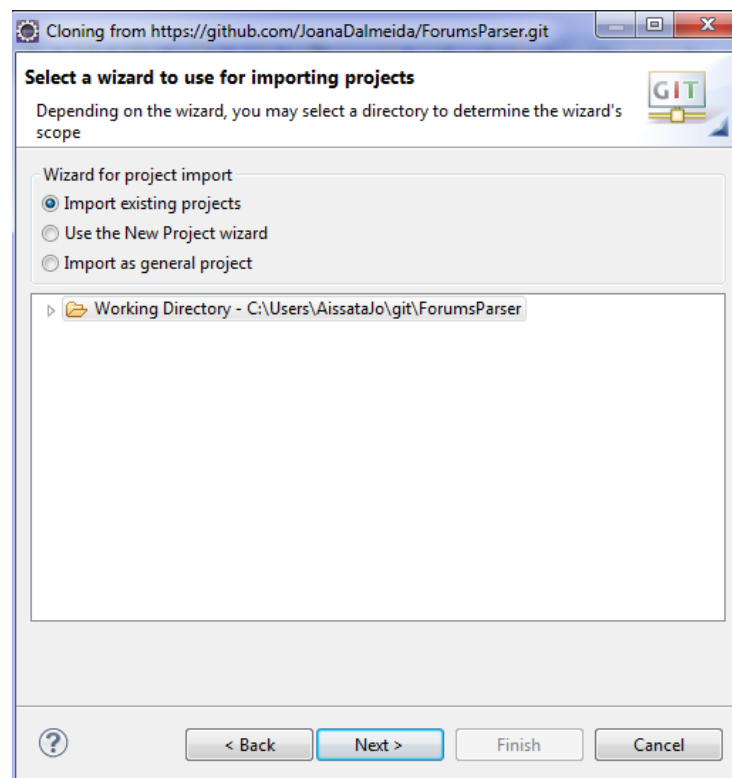 Cloning from https://github.com/JoanaDalmeida/ForumsParser.git
Select a wizard to use for importing projects
Depending on the wizard, you may select a directory to determine the wizard's
scope
GIT
Wizard for project import
Import existing projects
Use the New Project wizard
Import as general project
Working Directory - C:\Users\AissataJo\git\ForumsParser
?
< Back Next > Finish Cancel